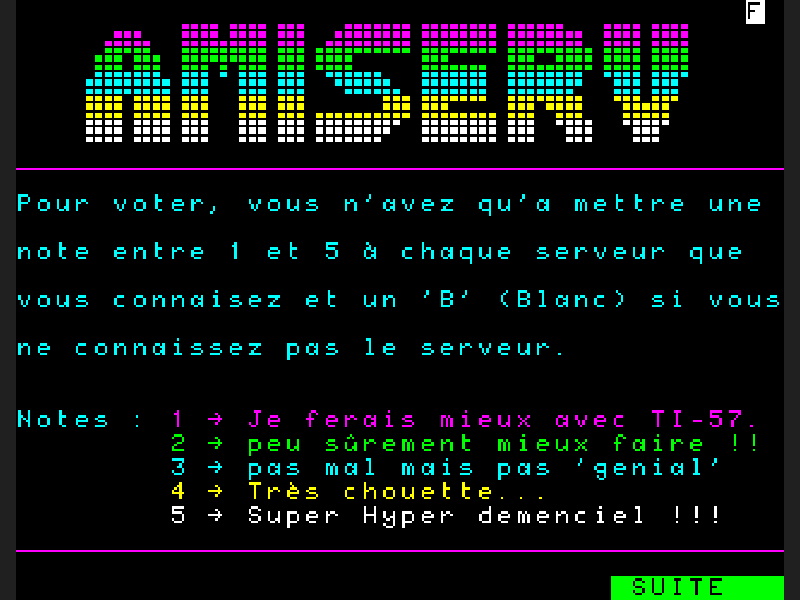 F
AMISERV
Pour voter, vous n'avez qu'a mettre une
note entre 1 et 5 à chaque serveur que
vous connaisez et un 'B' (Blanc) si vous
ne connaissez pas le serveur.
Notes : 1 → Je ferais mieux avec TI-57.
2 → peu sûrement mieux faire !!
3 → pas mal mais pas 'genial'
4 → Très chouette...
5 → Super Hyper demenciel !!!
SUITE